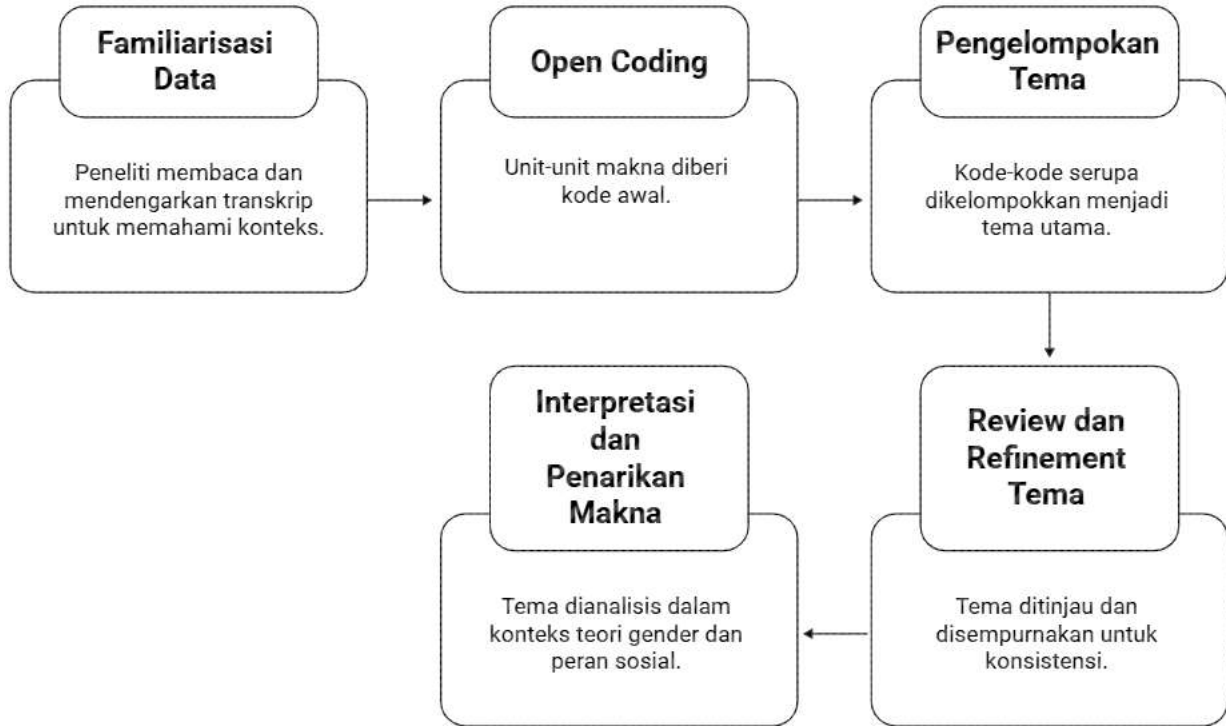 Familiarisasi
Data
Peneliti membaca dan
mendengarkan transkrip
untuk memahami konteks.
Open Coding
Unit-unit makna diberi
kode awal.
Pengelompokan
Tema
Kode-kode serupa
dikelompokkan menjadi
tema utama.
Review dan
Refinement
Tema
Tema ditinjau dan
disempurnakan untuk
konsistensi.
Interpretasi
dan
Penarikan
Makna
Tema dianalisis dalam
konteks teori gender dan
peran sosial.